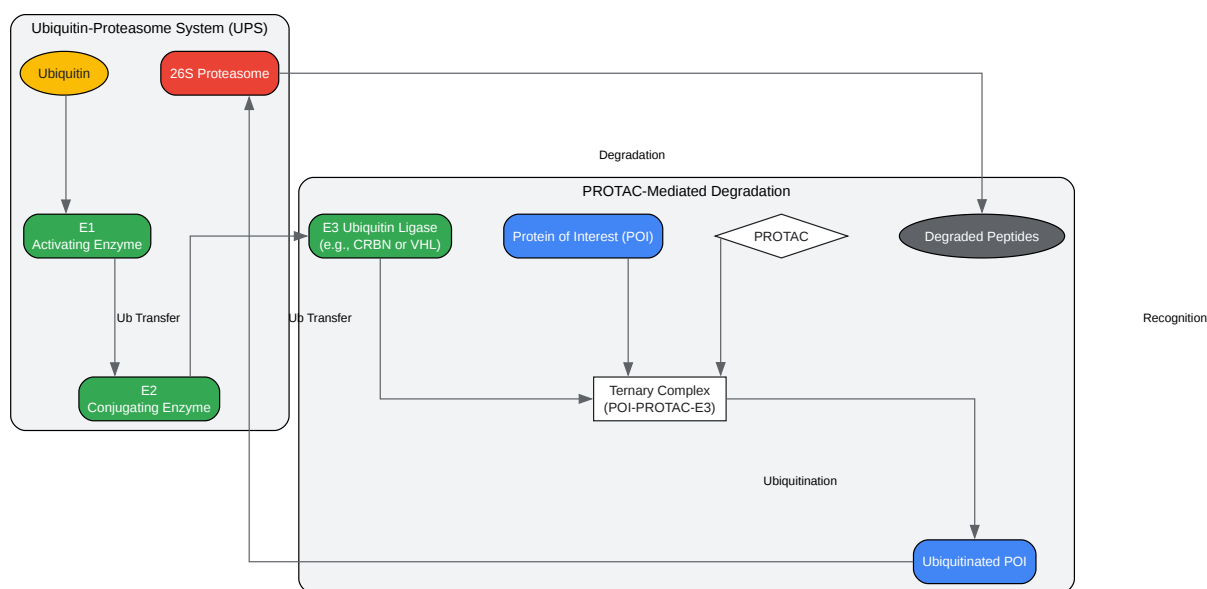 Ubiquitin-Proteasome System (UPS)
Ubiquitin
26S Proteasome
Degradation
PROTAC-Mediated Degradation
E1
Activating Enzyme
E3 Ubiquitin Ligase
(e.g., CRBN or VHL)
Protein of Interest (POI)
PROTAC
Degraded Peptides
Ub Transfer
Ub Transfer
Recognition
E2
Conjugating Enzyme
Ternary Complex
(POI-PROTAC-E3)
Ubiquitination
Ubiquitinated POI